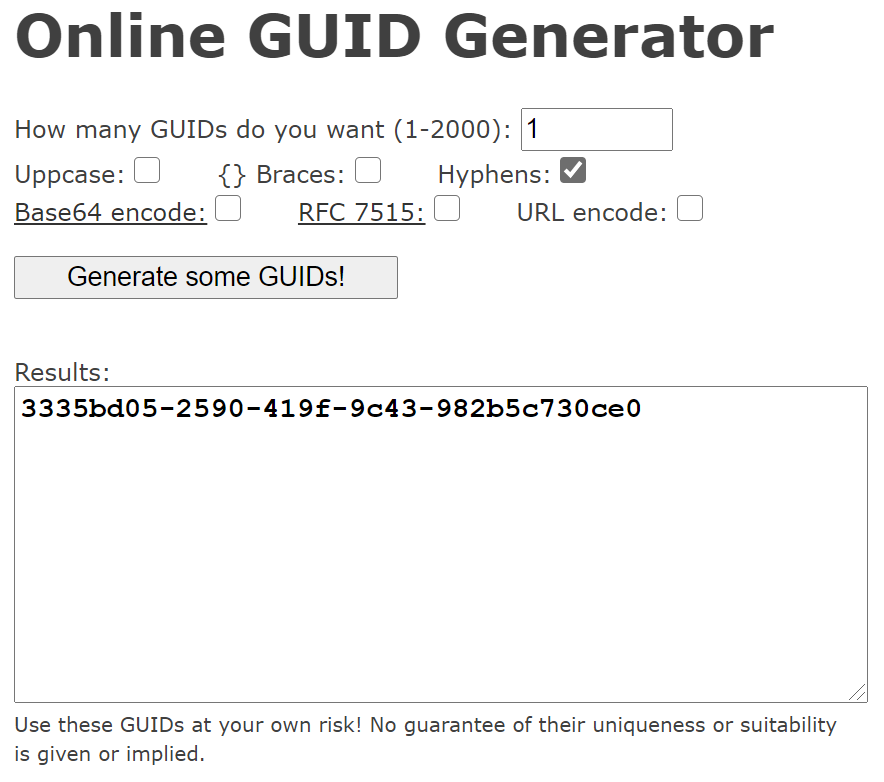 Online GUID Generator
How many GUIDs do you want (1-2000): 1
Uppcase: {} Braces: Hyphens:
Base64 encode: RFC 7515: URL encode:
Generate some GUIDs!
Results:
3335bd05-2590-419f-9c43-982b5c730ce0
Use these GUIDs at your own risk! No guarantee of their uniqueness or suitability
is given or implied.